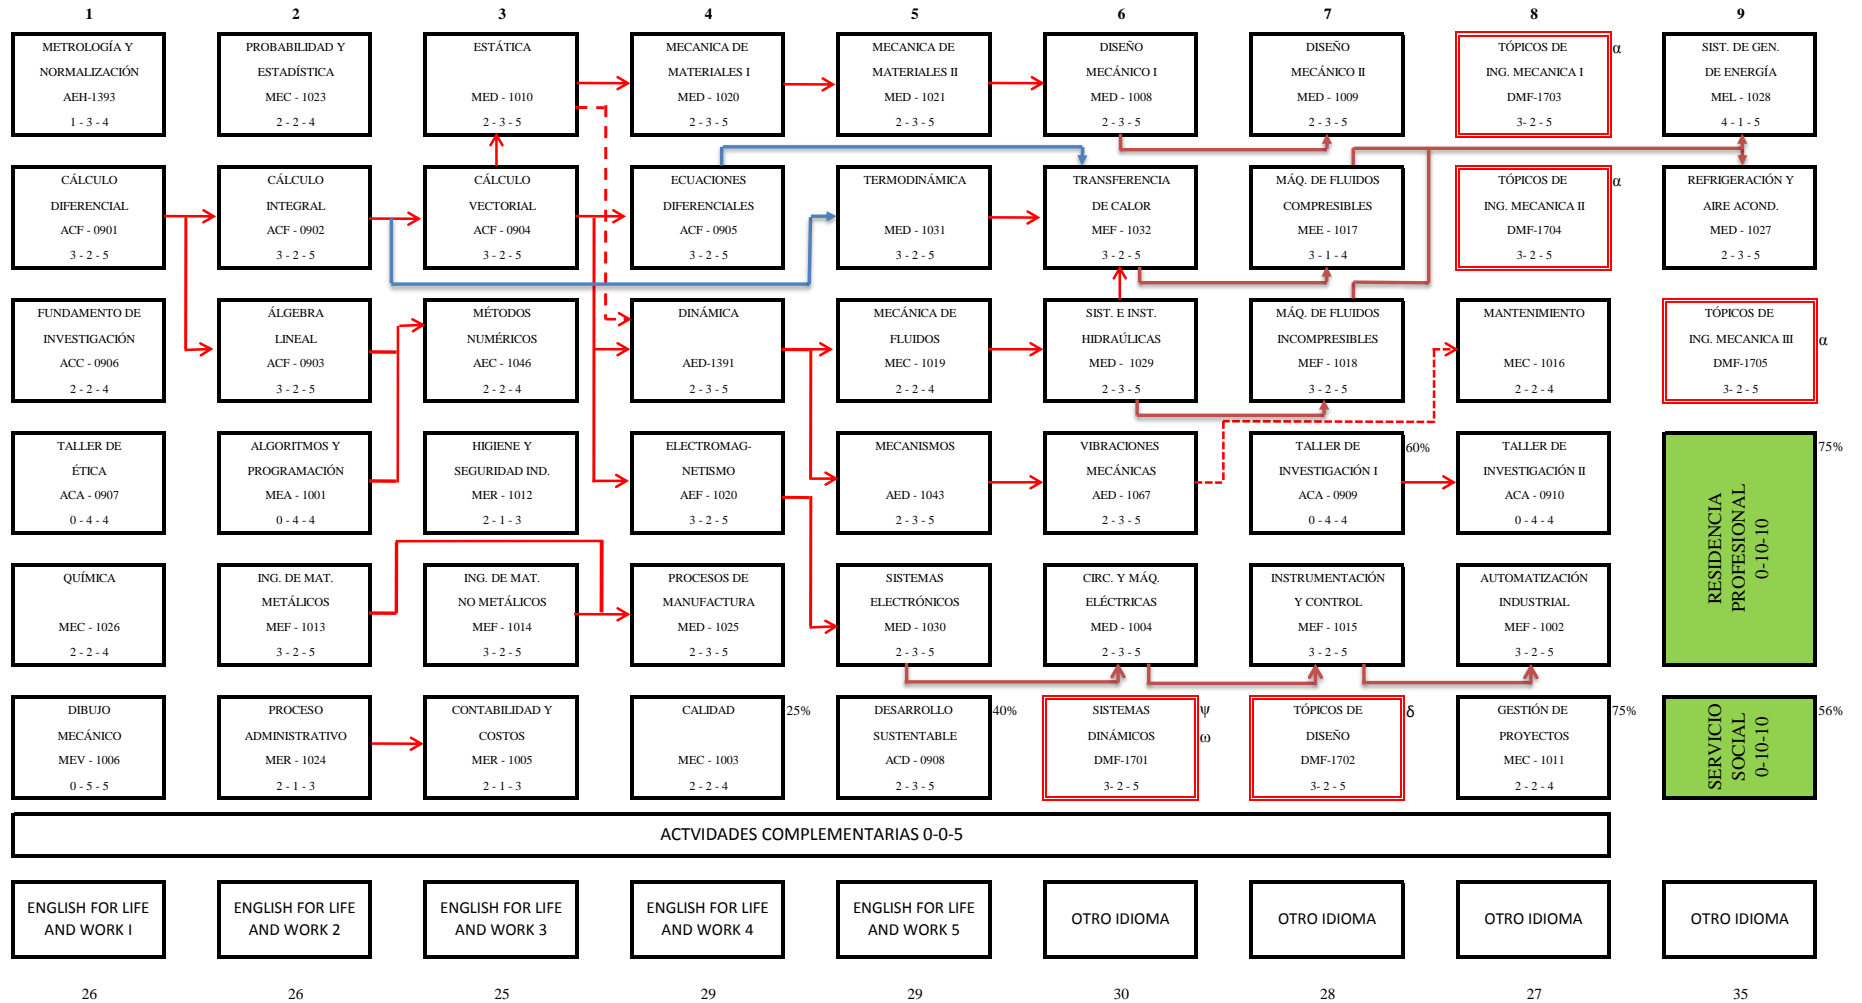 1 2 3 4 5 6 7 8 9
METROLOGÍA Y
NORMALIZACIÓN
AEH-1393
1 - 3 - 4
PROBABILIDAD Y
ESTADÍSTICA
MEC - 1023
2 - 2 - 4
ESTÁTICA
MED - 1010
2 - 3 - 5
MECANICA DE
MATERIALES I
MED - 1020
2 - 3 - 5
MECANICA DE
MATERIALES II
MED - 1021
2 - 3 - 5
DISEÑO
MECÁNICO I
MED - 1008
2 - 3 - 5
DISEÑO
MECÁNICO II
MED - 1009
2 - 3 - 5
TÓPICOS DE
ING. MECANICA I
DMF-1703
3- 2 - 5
α
SIST. DE GEN.
DE ENERGÍA
MEL - 1028
4 - 1 - 5
CÁLCULO
DIFERENCIAL
ACF - 0901
3 - 2 - 5
CÁLCULO
INTEGRAL
ACF - 0902
3 - 2 - 5
CÁLCULO
VECTORIAL
ACF - 0904
3 - 2 - 5
ECUACIONES
DIFERENCIALES
ACF - 0905
3 - 2 - 5
TERMODINÁMICA
MED - 1031
3 - 2 - 5
TRANSFERENCIA
DE CALOR
MEF - 1032
3 - 2 - 5
MÁQ. DE FLUIDOS
COMPRESIBLES
MEE - 1017
3 - 1 - 4
TÓPICOS DE
ING. MECANICA II
DMF-1704
3 - 2 - 5
α
REFRIGERACIÓN Y
AIRE ACOND.
MED - 1027
2 - 3 - 5
FUNDAMENTO DE
INVESTIGACIÓN
ACC - 0906
2 - 2 - 4
ÁLGEBRA
LINEAL
ACF - 0903
3 - 2 - 5
MÉTODOS
NUMÉRICOS
AEC - 1046
2 - 2 - 4
DINÁMICA
AED-1391
2 - 3 - 5
MECÁNICA DE
FLUIDOS
MEC - 1019
2 - 2 - 4
SIST. E INST.
HIDRAÚLICAS
MED - 1029
2 - 3 - 5
MÁQ. DE FLUIDOS
INCOMPRESIBLES
MEF - 1018
3 - 2 - 5
MANTENIMIENTO
MEC - 1016
2 - 2 - 4
TÓPICOS DE
ING. MECANICA III
DMF-1705
3- 2 - 5
α
TALLER DE
ÉTICA
ACA - 0907
0 - 4 - 4
ALGORITMOS Y
PROGRAMACIÓN
MEA - 1001
0 - 4 - 4
HIGIENE Y
SEGURIDAD IND.
MER - 1012
2 - 1 - 3
ELECTROMAG-
NETISMO
AEF - 1020
3 - 2 - 5
MECANISMOS
AED - 1043
2 - 3 - 5
VIBRACIONES
MECÁNICAS
AED - 1067
2 - 3 - 5
TALLER DE
INVESTIGACIÓN I
ACA - 0909
0 - 4 - 4
60%
TALLER DE
INVESTIGACIÓN II
ACA - 0910
0 - 4 - 4
RESIDENCIA
PROFESIONAL
0-10-10
75%
QUÍMICA
MEC - 1026
2 - 2 - 4
ING. DE MAT.
METÁLICOS
MEF - 1013
3 - 2 - 5
ING. DE MAT.
NO METÁLICOS
MEF - 1014
3 - 2 - 5
PROCESOS DE
MANUFACTURA
MED - 1025
2 - 3 - 5
SISTEMAS
ELECTRÓNICOS
MED - 1030
2 - 3 - 5
CIRC. Y MÁQ.
ELÉCTRICAS
MED - 1004
2 - 3 - 5
INSTRUMENTACIÓN
Y CONTROL
MEF - 1015
3 - 2 - 5
AUTOMATIZACIÓN
INDUSTRIAL
MEF - 1002
3 - 2 - 5
DIBUJO
MECÁNICO
MEV - 1006
0 - 5 - 5
PROCESO
ADMINISTRATIVO
MER - 1024
2 - 1 - 3
CONTABILIDAD Y
COSTOS
MER - 1005
2 - 1 - 3
CALIDAD
MEC - 1003
2 - 2 - 4
25%
DESARROLLO
SUSTENTABLE
ACD - 0908
2 - 3 - 5
40%
SISTEMAS
DINÁMICOS
DMF-1701
3- 2 - 5
ψ
ω
TÓPICOS DE
DISEÑO
DMF-1702
3- 2 - 5
δ
GESTIÓN DE
PROYECTOS
MEC - 1011
2 - 2 - 4
75%
SERVICIO
SOCIAL
0-10-10
56%
ACTVIDADES COMPLEMENTARIAS 0-0-5
ENGLISH FOR LIFE
AND WORK I
ENGLISH FOR LIFE
AND WORK 2
ENGLISH FOR LIFE
AND WORK 3
ENGLISH FOR LIFE
AND WORK 4
ENGLISH FOR LIFE
AND WORK 5
OTRO IDIOMA
OTRO IDIOMA
OTRO IDIOMA
OTRO IDIOMA
26 26 25 29 29 30 28 27 35